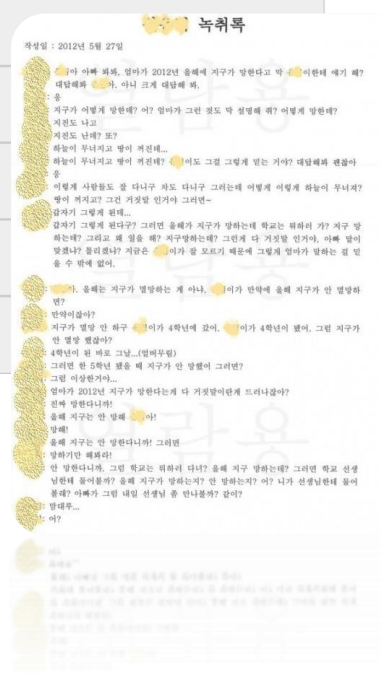 녹취록
작성일 : 2012년 5월 27일
아 아빠 봐봐, 엄마가 2012년 올해에 지구가 망한다고 막 이한테 얘기 해?
대답해봐 아, 아니 크게 대답해 봐,
: 응
지구가 어떻게 망한데? 어? 엄마가 그런 것도 막 설명해 줘? 어떻게 망한데?
지진도 나고
지진도 난데? 또?
하늘이 무너지고 땅이 꺼진데...
하늘이 무너지고 땅이 꺼진데? 이도 그걸 그렇게 믿는 거야? 대답해봐 괜찮아
: 응
이렇게 사람들도 잘 다니구 차도 다니구 그러는데 어떻게 이렇게 하늘이 무너져?
땅이 꺼지고? 그건 거짓말 인거야 그러면~
갑자기 그렇게 된데...
갑자기 그렇게 된다구? 그러면 올해가 지구가 망하는데 학교는 뭐하러 가? 지구 망
하는데? 그리고 왜 일을 해? 지구망하는데? 그런게 다 거짓말 인거야, 아빠 말이
맞겠냐? 틀리겠냐? 지금은 이가 잘 모르기 때문에 그렇게 엄마가 말하는 걸 믿
을 수 밖에 없어.
아, 올해는 지구가 멸망하는 게 아냐, 이가 만약에 올해 지구가 안 멸망하
면?
만약이잖아?
지구가 멸망 안 하구 이가 4학년에 갔어, 이가 4학년이 됐어. 그럼 지구가
안 멸망 했잖아?
4학년이 된 바로 그날...(얼버무림)
그러면 한 5학년 됐을 때 지구가 안 망했어 그러면?
그럼 이상한거야...
엄마가 2012년 지구가 망한다는게 다 거짓말이란게 드러나잖아?
진짜 망한다니까!
올해 지구는 안 망해 아!
망해!
올해 지구는 안 망한다니까! 그러면
망하기만 해봐라!
안 망한다니까, 그럼 학교는 뭐하러 다녀? 올해 지구 망하는데? 그러면 학교 선생
님한테 물어볼까? 올해 지구가 망하는지? 안 망하는지? 어? 니가 선생님한테 물어
볼래? 아빠가 그럼 내일 선생님 좀 만나볼까? 같이?
: 맘대루...
: 어?